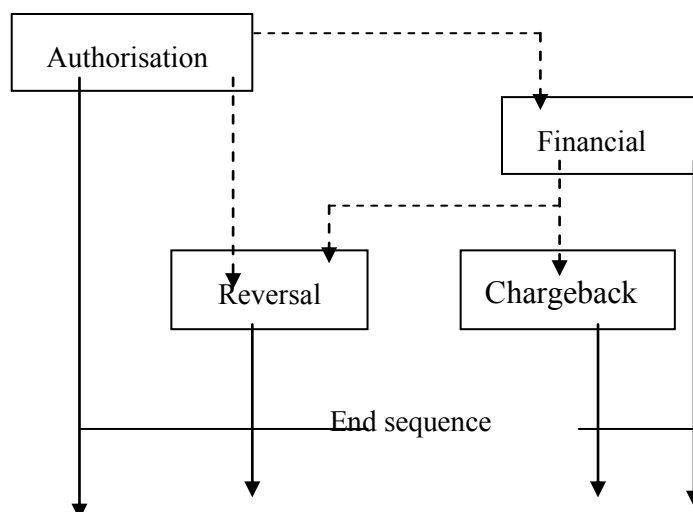 Authorisation
Financial
Reversal
Chargeback
End sequence